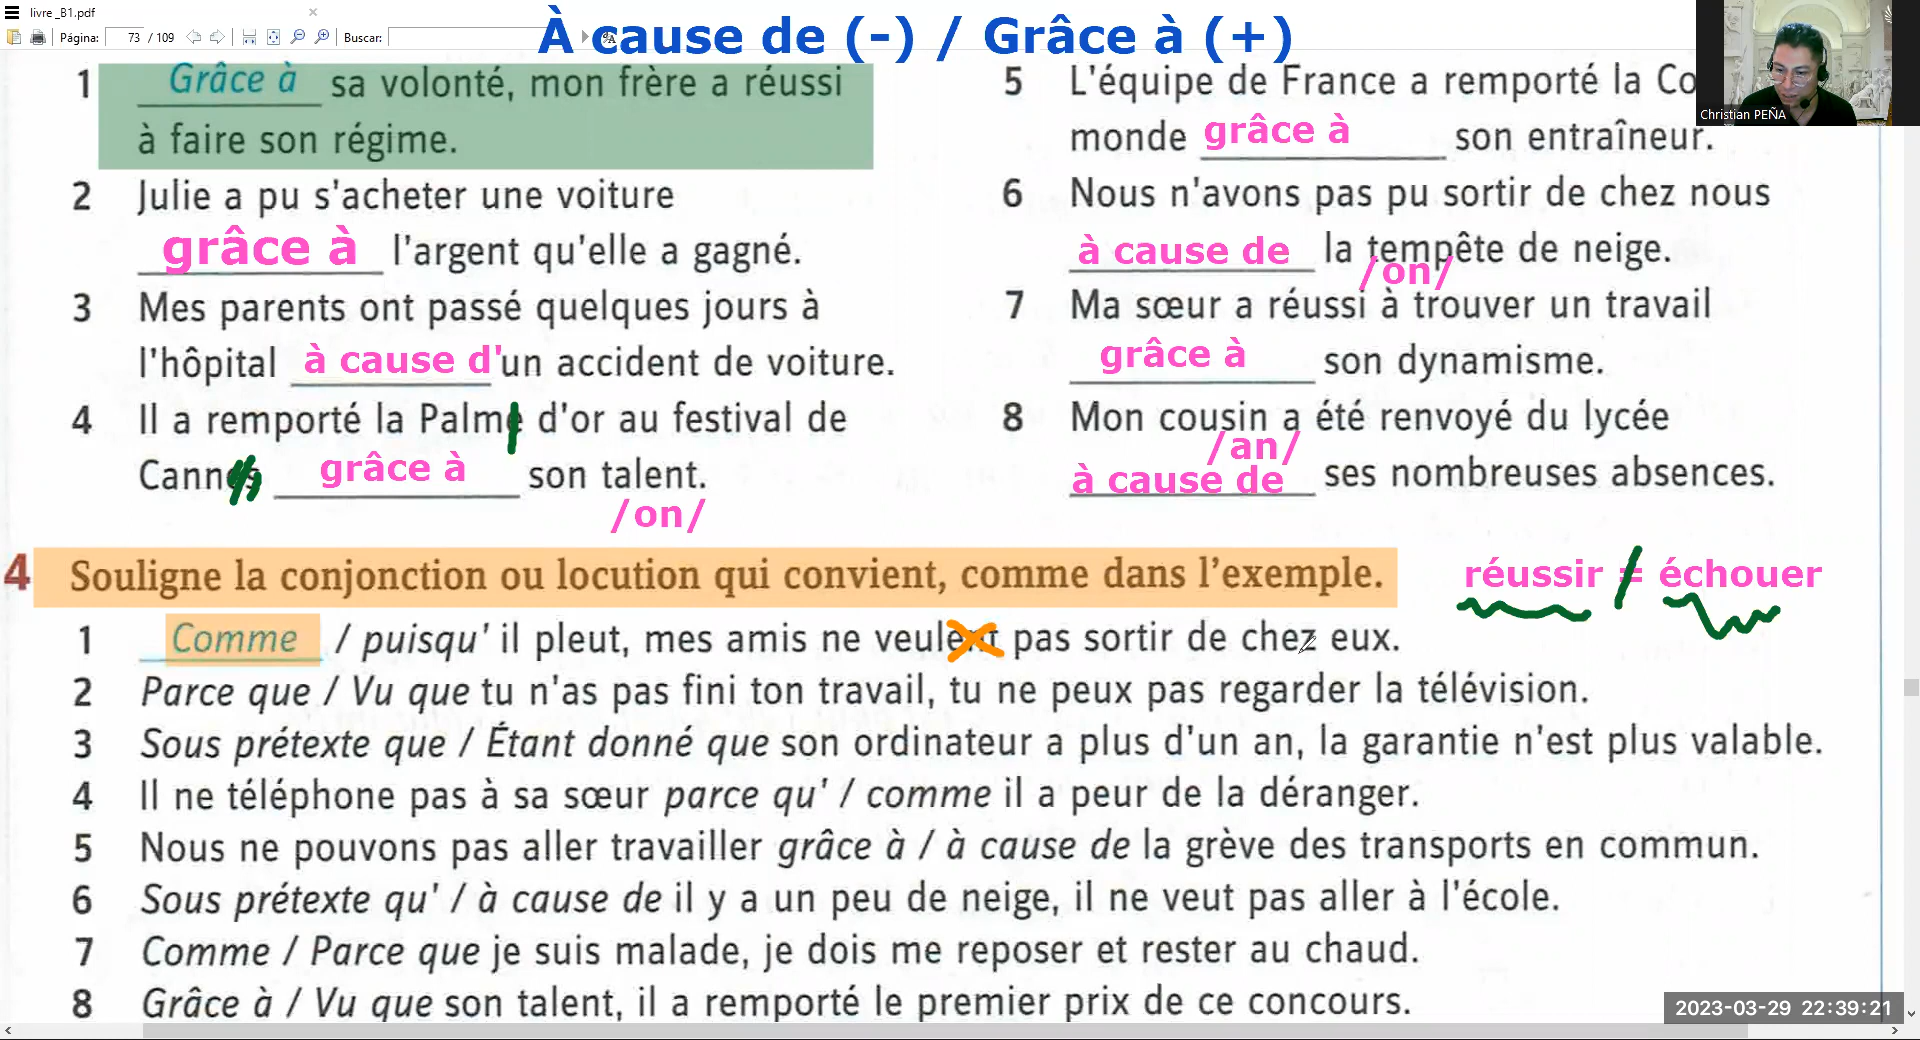 livre_B1.pdf
Página: 73 / 109 Buscar:
À cause de (-) / Grâce à (+)
Christian PEÑA
1 Grâce à sa volonté, mon frère a réussi
à faire son régime.
2 Julie a pu s'acheter une voiture
grâce à l'argent qu'elle a gagné.
3 Mes parents ont passé quelques jours à
l'hôpital à cause d'un accident de voiture.
4 Il a remporté la Palme d'or au festival de
Cannes grâce à son talent.
/on/
5 L'équipe de France a remporté la Co
monde grâce à son entraîneur.
6 Nous n'avons pas pu sortir de chez nous
à cause de la tempête de neige.
/on/
7 Ma sœur a réussi à trouver un travail
grâce à son dynamisme.
8 Mon cousin a été renvoyé du lycée
/an/
à cause de ses nombreuses absences.
4 Souligne la conjonction ou locution qui convient, comme dans l'exemple.
réussir = échouer
1 Comme / puisqu' il pleut, mes amis ne veulent pas sortir de chez eux.
2 Parce que / Vu que tu n'as pas fini ton travail, tu ne peux pas regarder la télévision.
3 Sous prétexte que / Étant donné que son ordinateur a plus d'un an, la garantie n'est plus valable.
4 Il ne téléphone pas à sa sœur parce qu' / comme il a peur de la déranger.
5 Nous ne pouvons pas aller travailler grâce à / à cause de la grève des transports en commun.
6 Sous prétexte qu' / à cause de il y a un peu de neige, il ne veut pas aller à l'école.
7 Comme / Parce que je suis malade, je dois me reposer et rester au chaud.
8 Grâce à / Vu que son talent, il a remporté le premier prix de ce concours.
2023-03-29 22:39:21